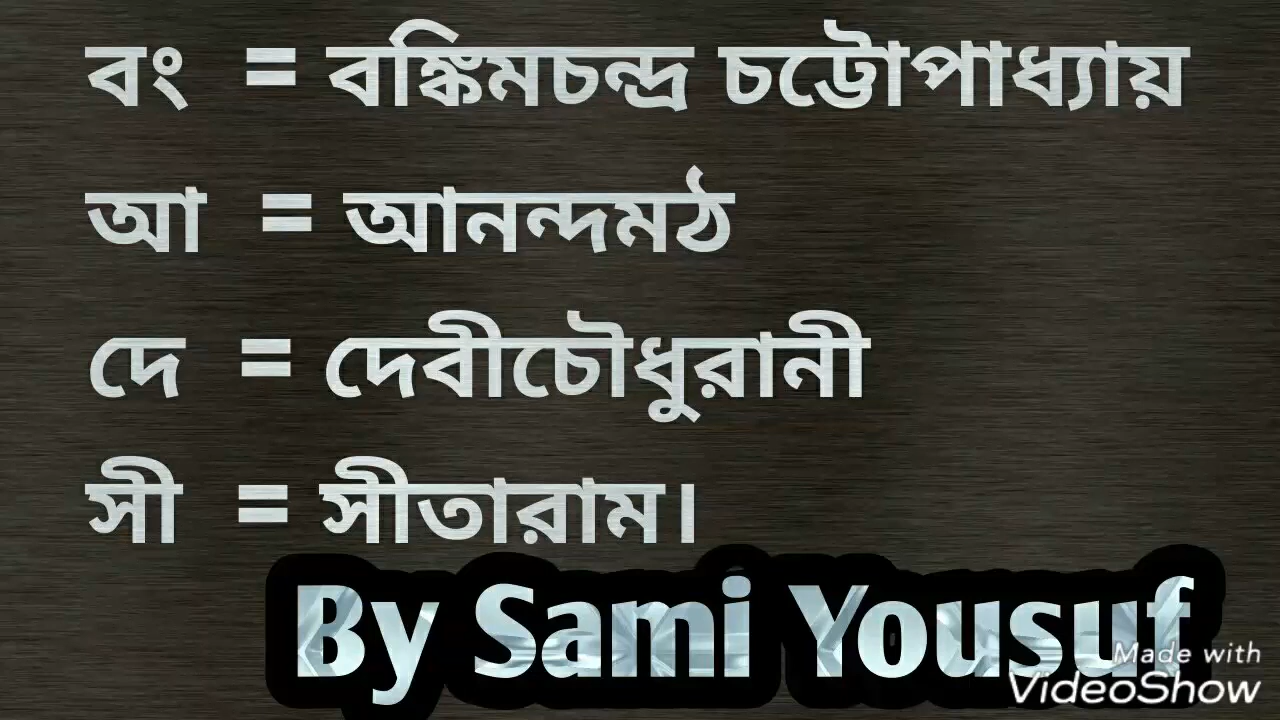 বং = বঙ্কিমচন্দ্র চট্টোপাধ্যায়
আ = আনন্দমঠ
দে = দেবীচৌধুরানী
সী = সীতারাম।
By Sami Yousuf
Made with
VideoShow